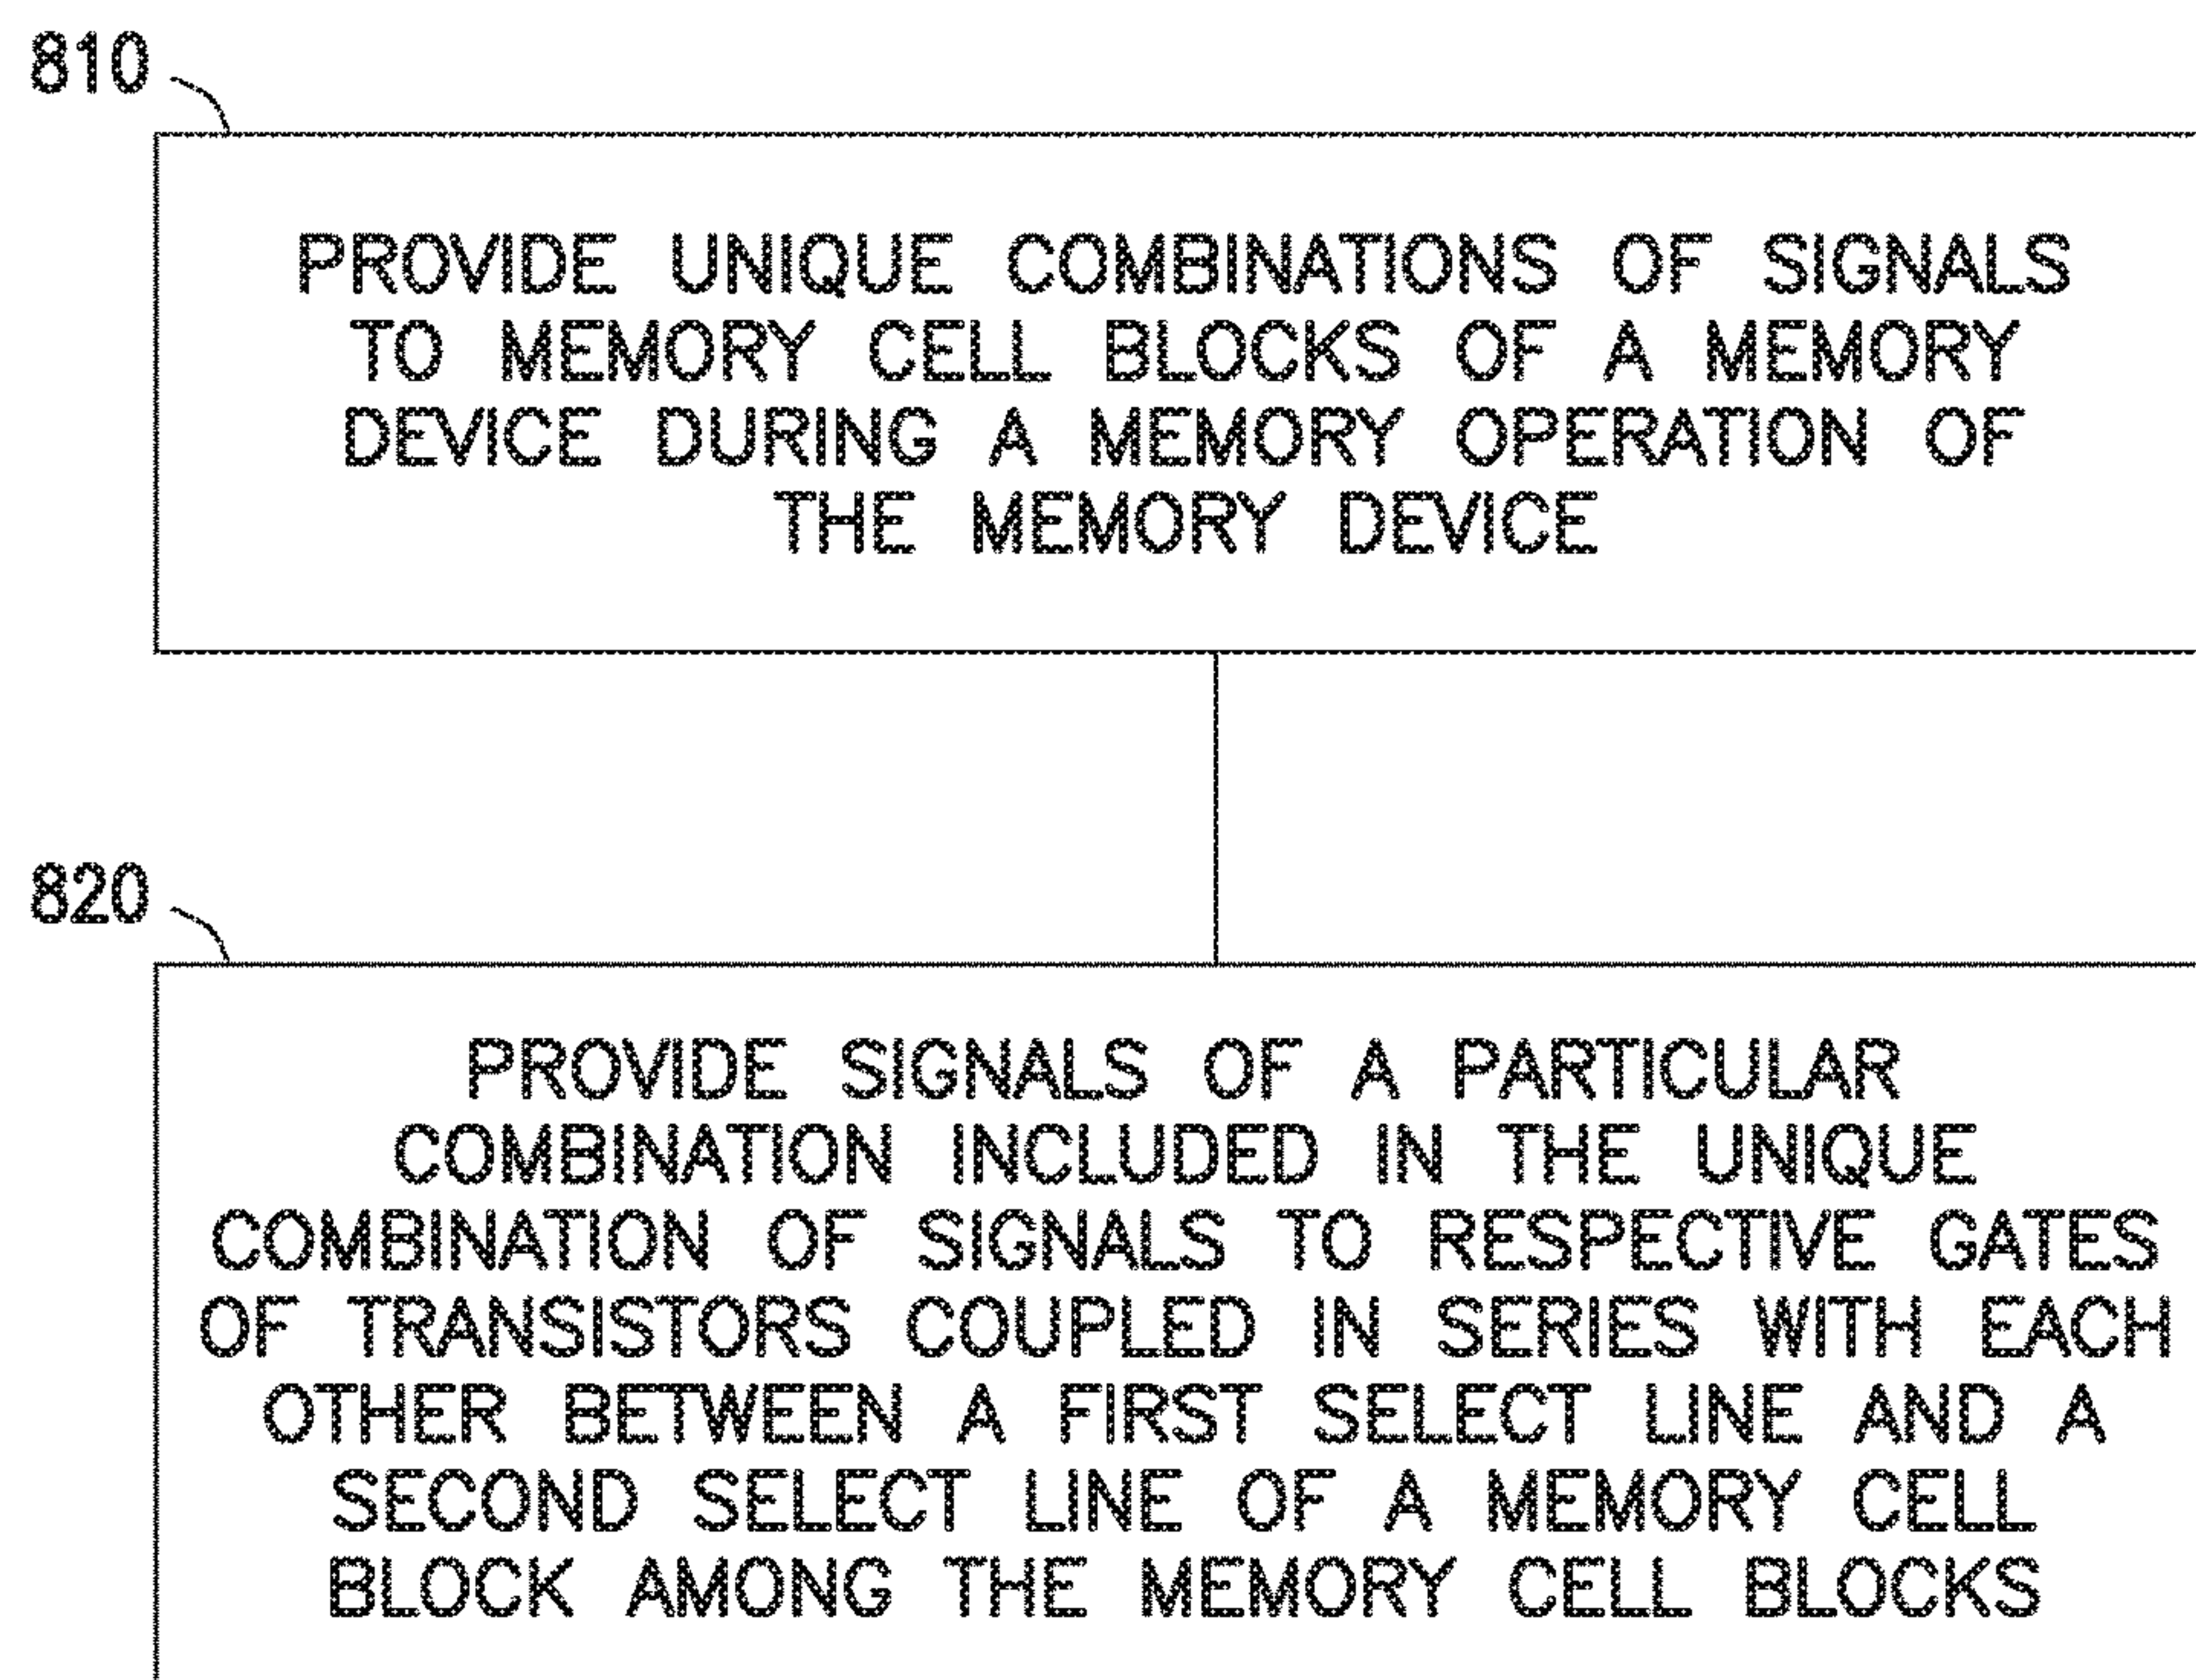 810
PROVIDE UNIQUE COMBINATIONS OF SIGNALS
TO MEMORY CELL BLOCKS OF A MEMORY
DEVICE DURING A MEMORY OPERATION OF
THE MEMORY DEVICE
820
PROVIDE SIGNALS OF A PARTICULAR
COMBINATION INCLUDED IN THE UNIQUE
COMBINATION OF SIGNALS TO RESPECTIVE GATES
OF TRANSISTORS COUPLED IN SERIES WITH EACH
OTHER BETWEEN A FIRST SELECT LINE AND A
SECOND SELECT LINE OF A MEMORY CELL
BLOCK AMONG THE MEMORY CELL BLOCKS